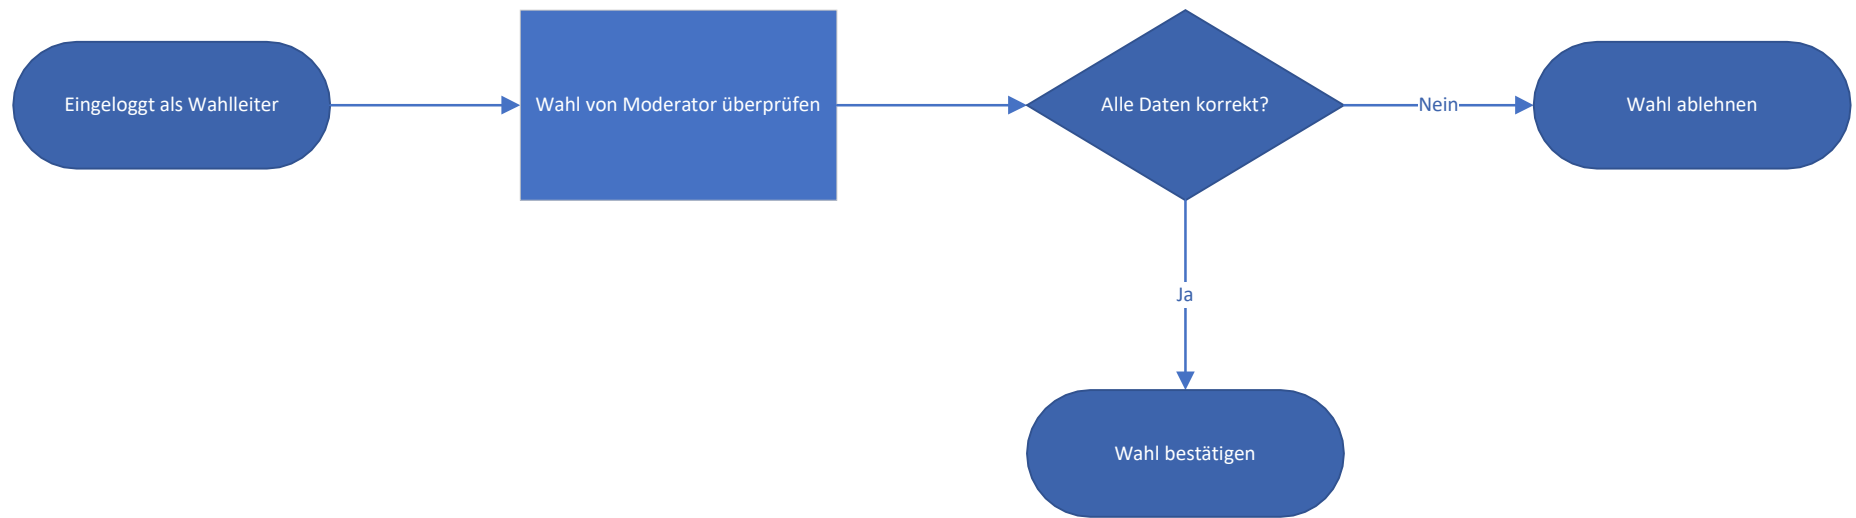 Eingeloggt als Wahlleiter
Wahl von Moderator überprüfen
Alle Daten korrekt?
Nein
Wahl ablehnen
Ja
Wahl bestätigen